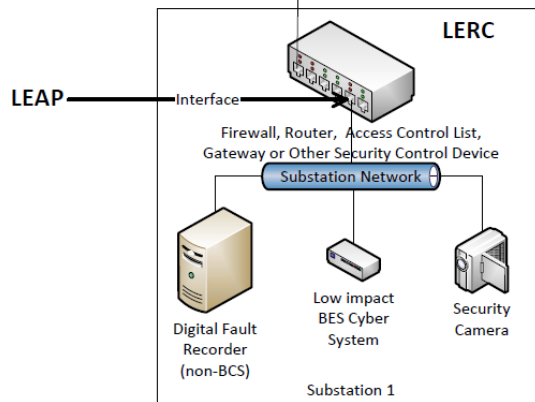 LERC
LEAP
Interface
Firewall, Router, Access Control List,
Gateway or Other Security Control Device
Substation Network
Digital Fault
Recorder
(non-BCS)
Low impact
BES Cyber
System
Security
Camera
Substation 1